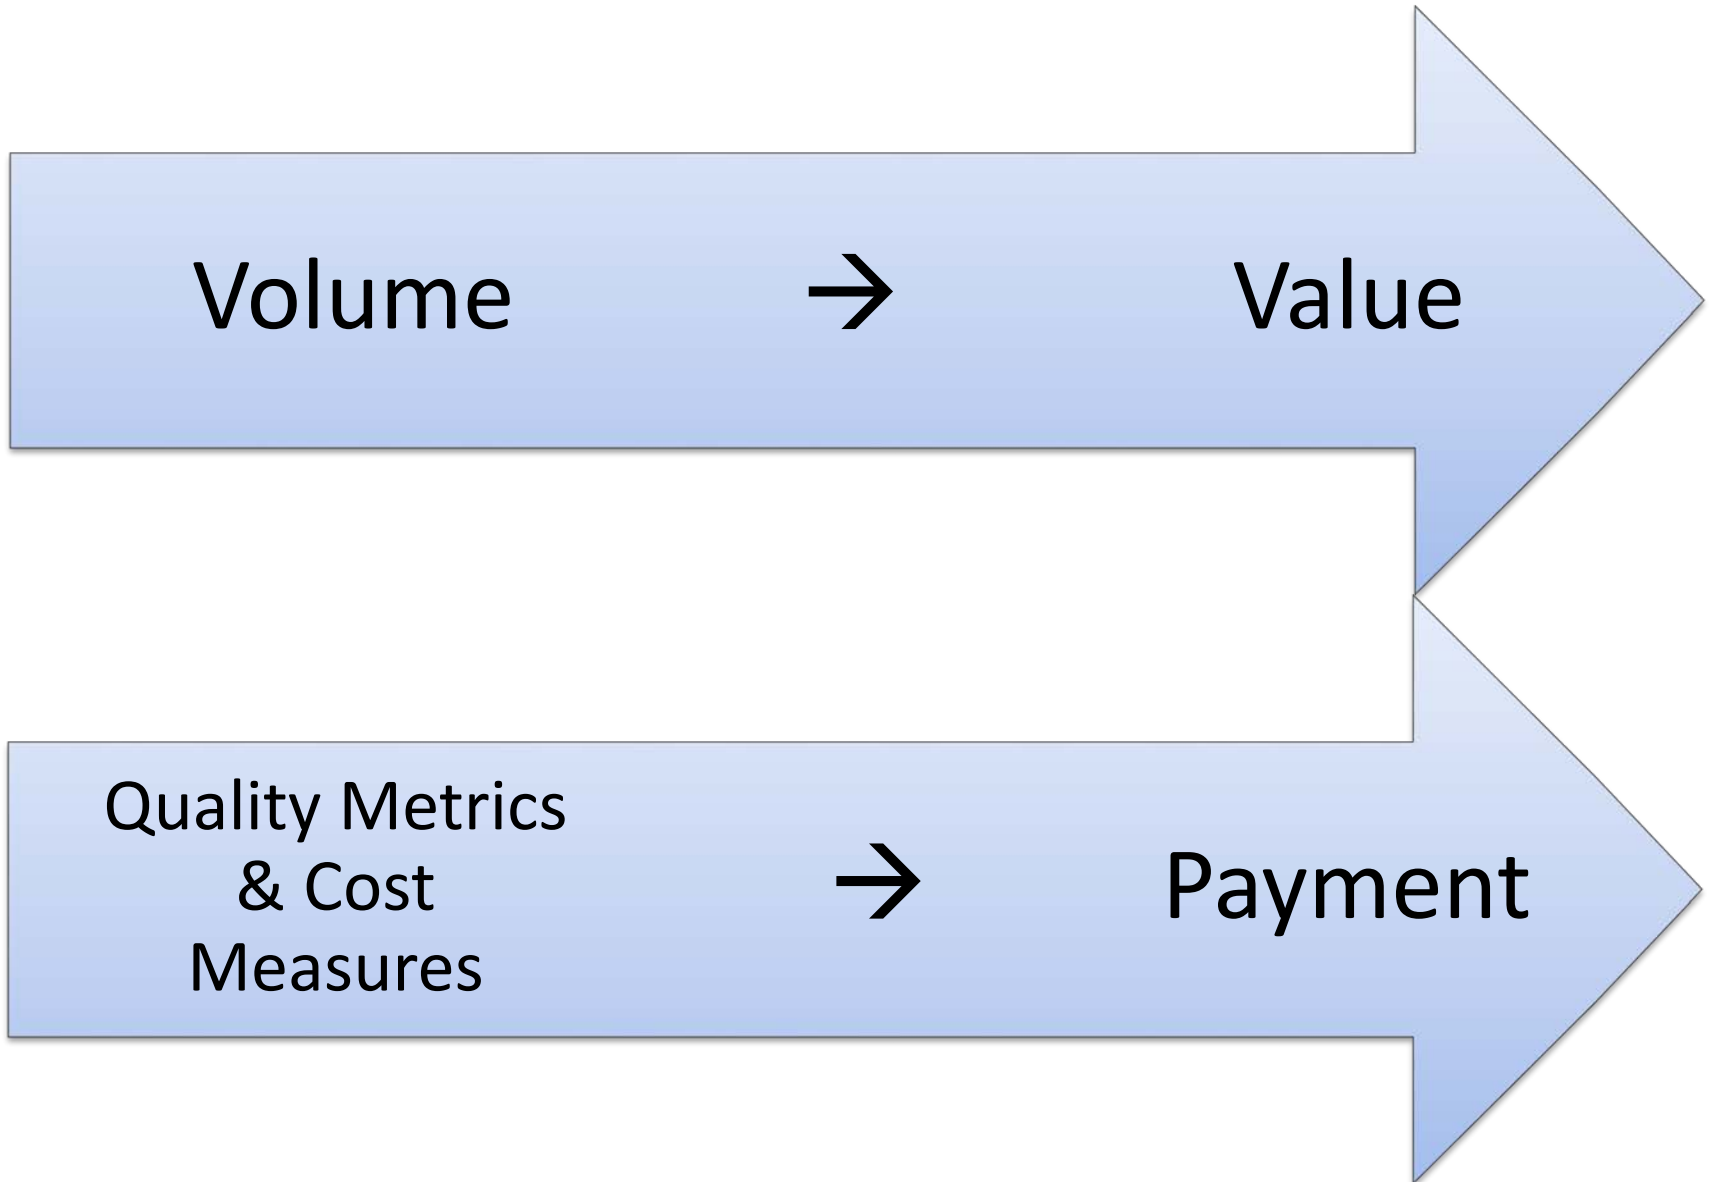 Volume → Value
Quality Metrics
& Cost
Measures
→ Payment